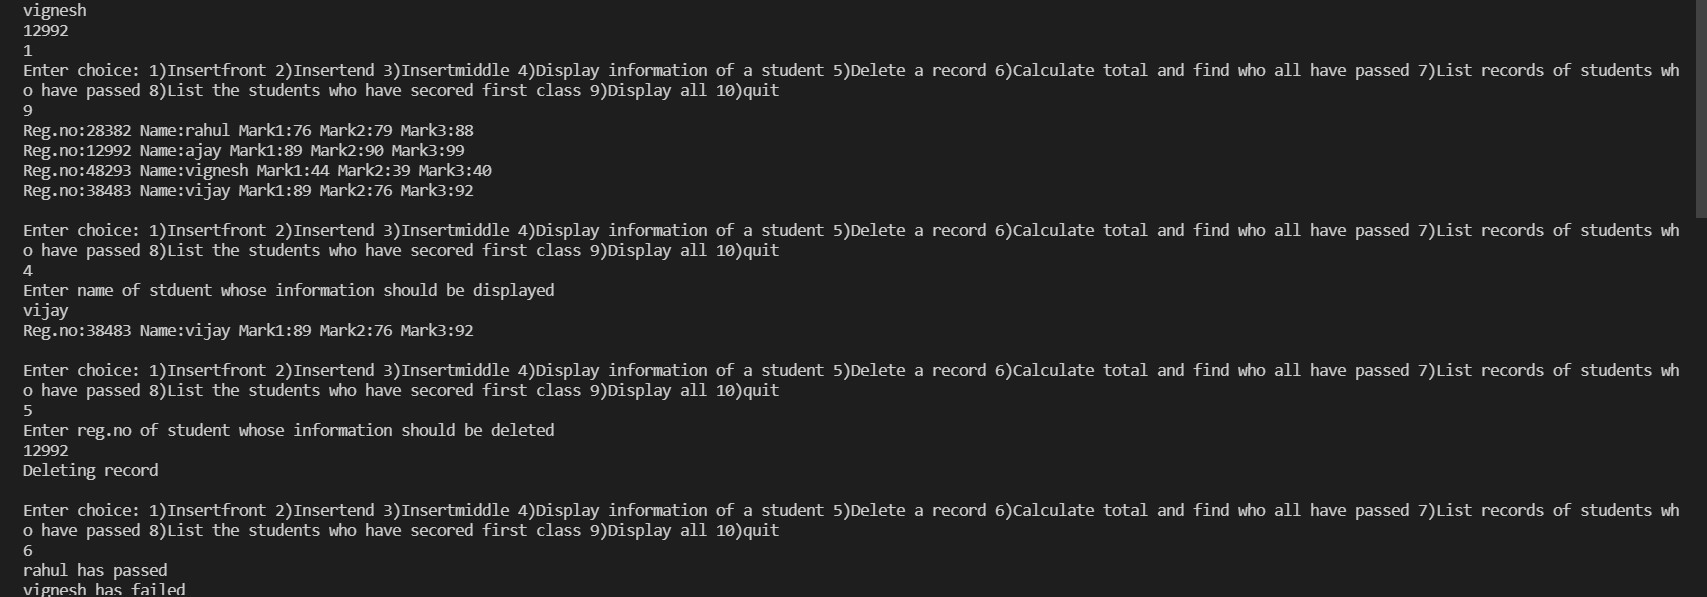 vignesh
12992
1
Enter choice: 1)Insertfront 2)Insertend 3)Insertmiddle 4)Display information of a student 5)Delete a record 6)Calculate total and find who all have passed 7)List records of students wh
o have passed 8)List the students who have secored first class 9)Display all 10)quit
9
Reg.no:28382 Name:rahul Mark1:76 Mark2:79 Mark3:88
Reg.no:12992 Name:ajay Mark1:89 Mark2:90 Mark3:99
Reg.no:48293 Name:vignesh Mark1:44 Mark2:39 Mark3:40
Reg.no:38483 Name:vijay Mark1:89 Mark2:76 Mark3:92
Enter choice: 1)Insertfront 2)Insertend 3)Insertmiddle 4)Display information of a student 5)Delete a record 6)Calculate total and find who all have passed 7)List records of students wh
o have passed 8)List the students who have secored first class 9)Display all 10)quit
4
Enter name of stduent whose information should be displayed
vijay
Reg.no:38483 Name:vijay Mark1:89 Mark2:76 Mark3:92
Enter choice: 1)Insertfront 2)Insertend 3)Insertmiddle 4)Display information of a student 5)Delete a record 6)Calculate total and find who all have passed 7)List records of students wh
o have passed 8)List the students who have secored first class 9)Display all 10)quit
5
Enter reg.no of student whose information should be deleted
12992
Deleting record
Enter choice: 1)Insertfront 2)Insertend 3)Insertmiddle 4)Display information of a student 5)Delete a record 6)Calculate total and find who all have passed 7)List records of students wh
o have passed 8)List the students who have secored first class 9)Display all 10)quit
6
rahul has passed
vignesh has failed